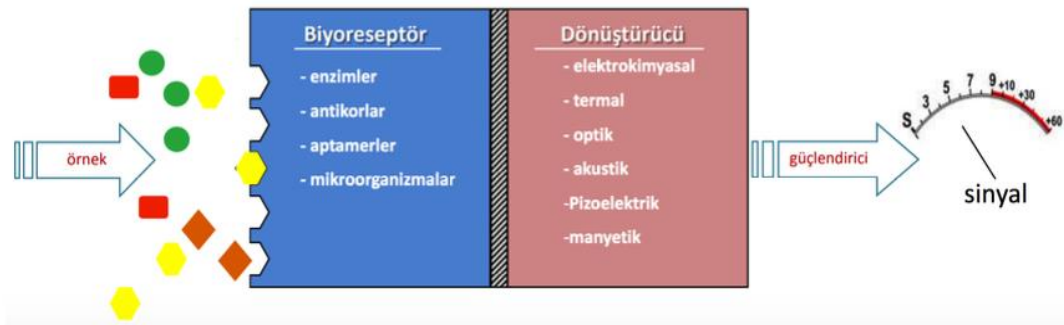 örnek
Biyoreseptör
- enzimler
- antikorlar
- aptamerler
- mikroorganizmalar
Dönüştürücü
- elektrokimyasal
- termal
- optik
- akustik
-Pizoelektrik
-manyetik
güçlendirici
S 3 5 7 9 +10 +30 +60
sinyal